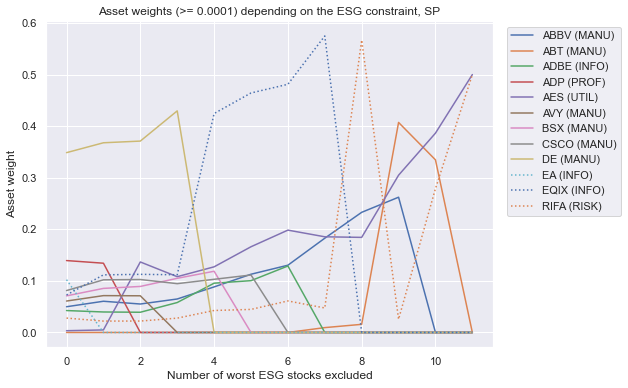 Asset weights (>= 0.0001) depending on the ESG constraint, SP
0.6
0.5
0.4
0.3
0.2
0.1
0.0
Asset weight
0 2 4 6 8 10
Number of worst ESG stocks excluded
ABBV (MANU)
ABT (MANU)
ADBE (INFO)
ADP (PROF)
AES (UTIL)
AVY (MANU)
BSX (MANU)
CSCO (MANU)
DE (MANU)
EA (INFO)
EQIX (INFO)
RIFA (RISK)